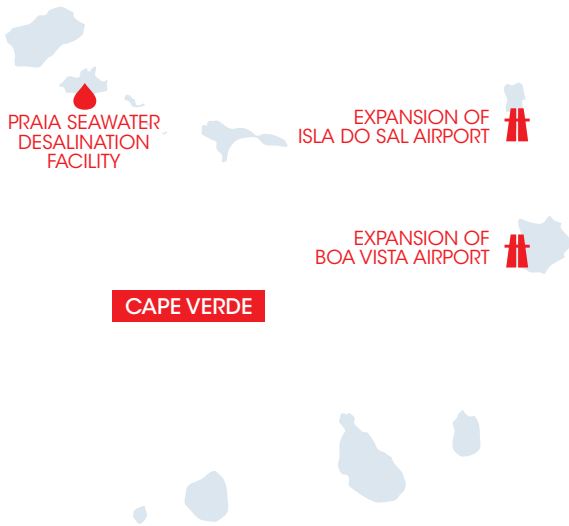 PRAIA SEAWATER
DESALINATION
FACILITY
EXPANSION OF
ISLA DO SAL AIRPORT
EXPANSION OF
BOA VISTA AIRPORT
CAPE VERDE